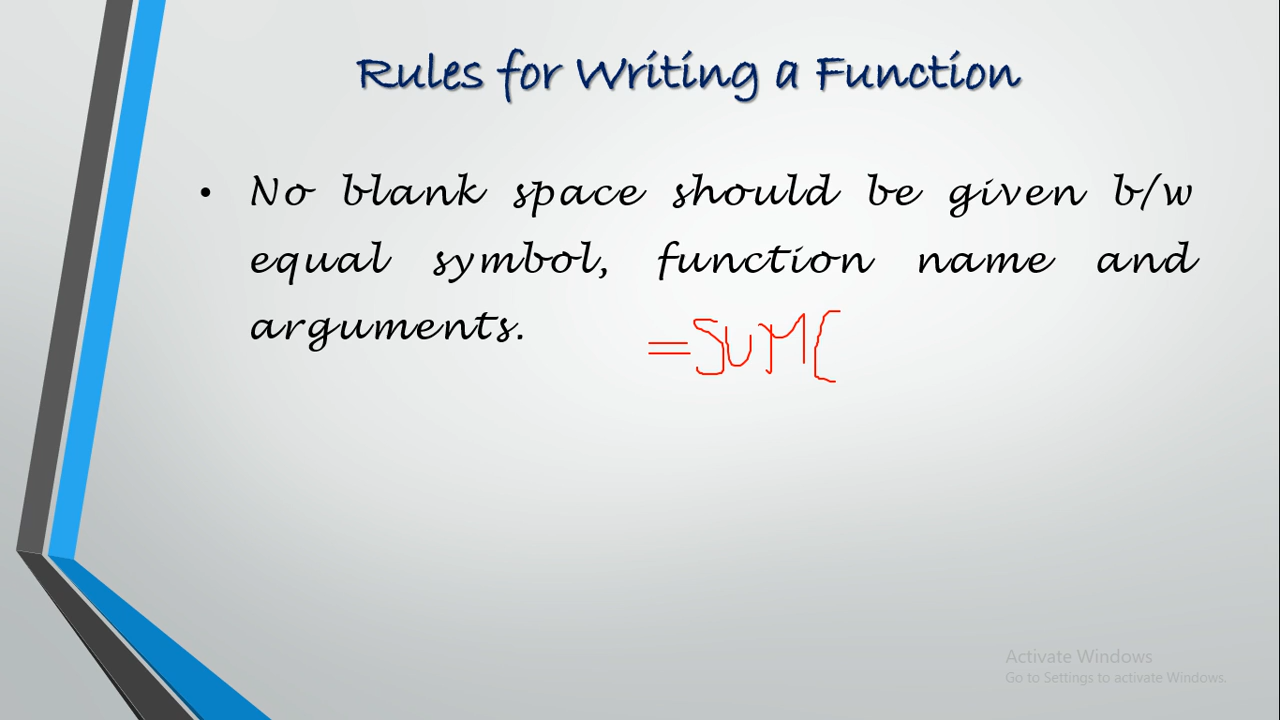 Rules for Writing a Function
• No blank space should be given b/w
equal symbol, function name and
arguments.
=SUM(
Activate Windows
Go to Settings to activate Windows.